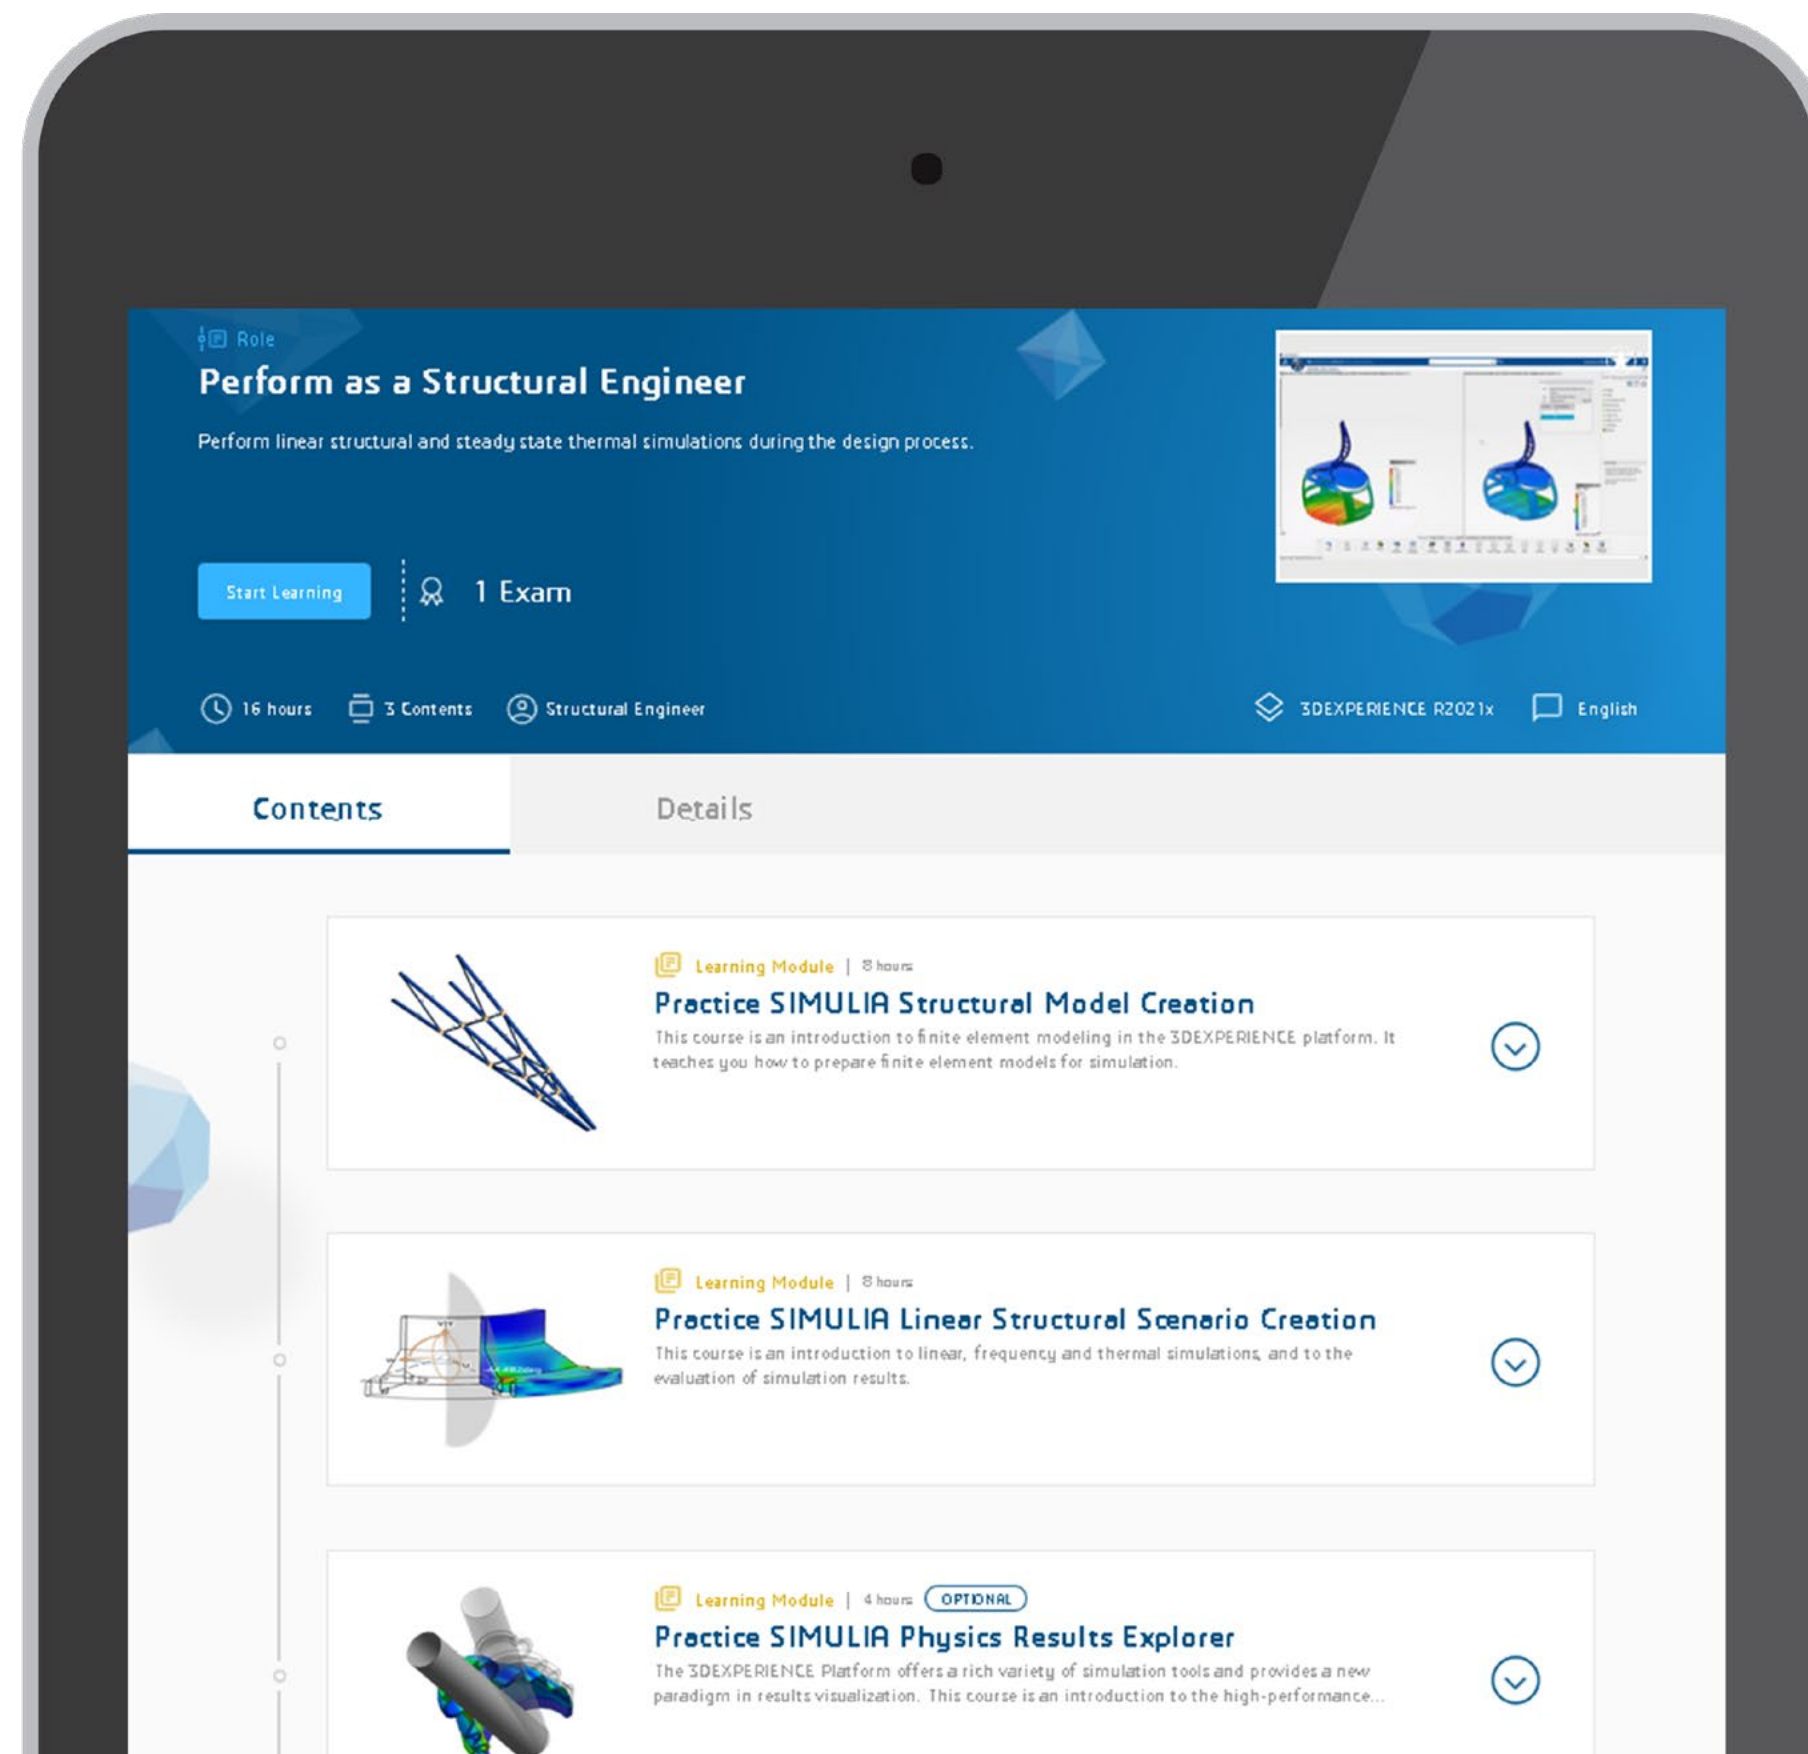 Role
Perform as a Structural Engineer
Perform linear structural and steady state thermal simulations during the design process.
Start Learning
1 Exam
16 hours
3 Contents
Structural Engineer
3DEXPERIENCE R2021x
English
Contents
Details
Learning Module | 8 hours
Practice SIMULIA Structural Model Creation
This course is an introduction to finite element modeling in the 3DEXPERIENCE platform. It
teaches you how to prepare finite element models for simulation.
Learning Module | 8 hours
Practice SIMULIA Linear Structural Scenario Creation
This course is an introduction to linear, frequency and thermal simulations, and to the
evaluation of simulation results.
Learning Module | 4 hours OPTIONAL
Practice SIMULIA Physics Results Explorer
The 3DEXPERIENCE Platform offers a rich variety of simulation tools and provides a new
paradigm in results visualization. This course is an introduction to the high-performance...